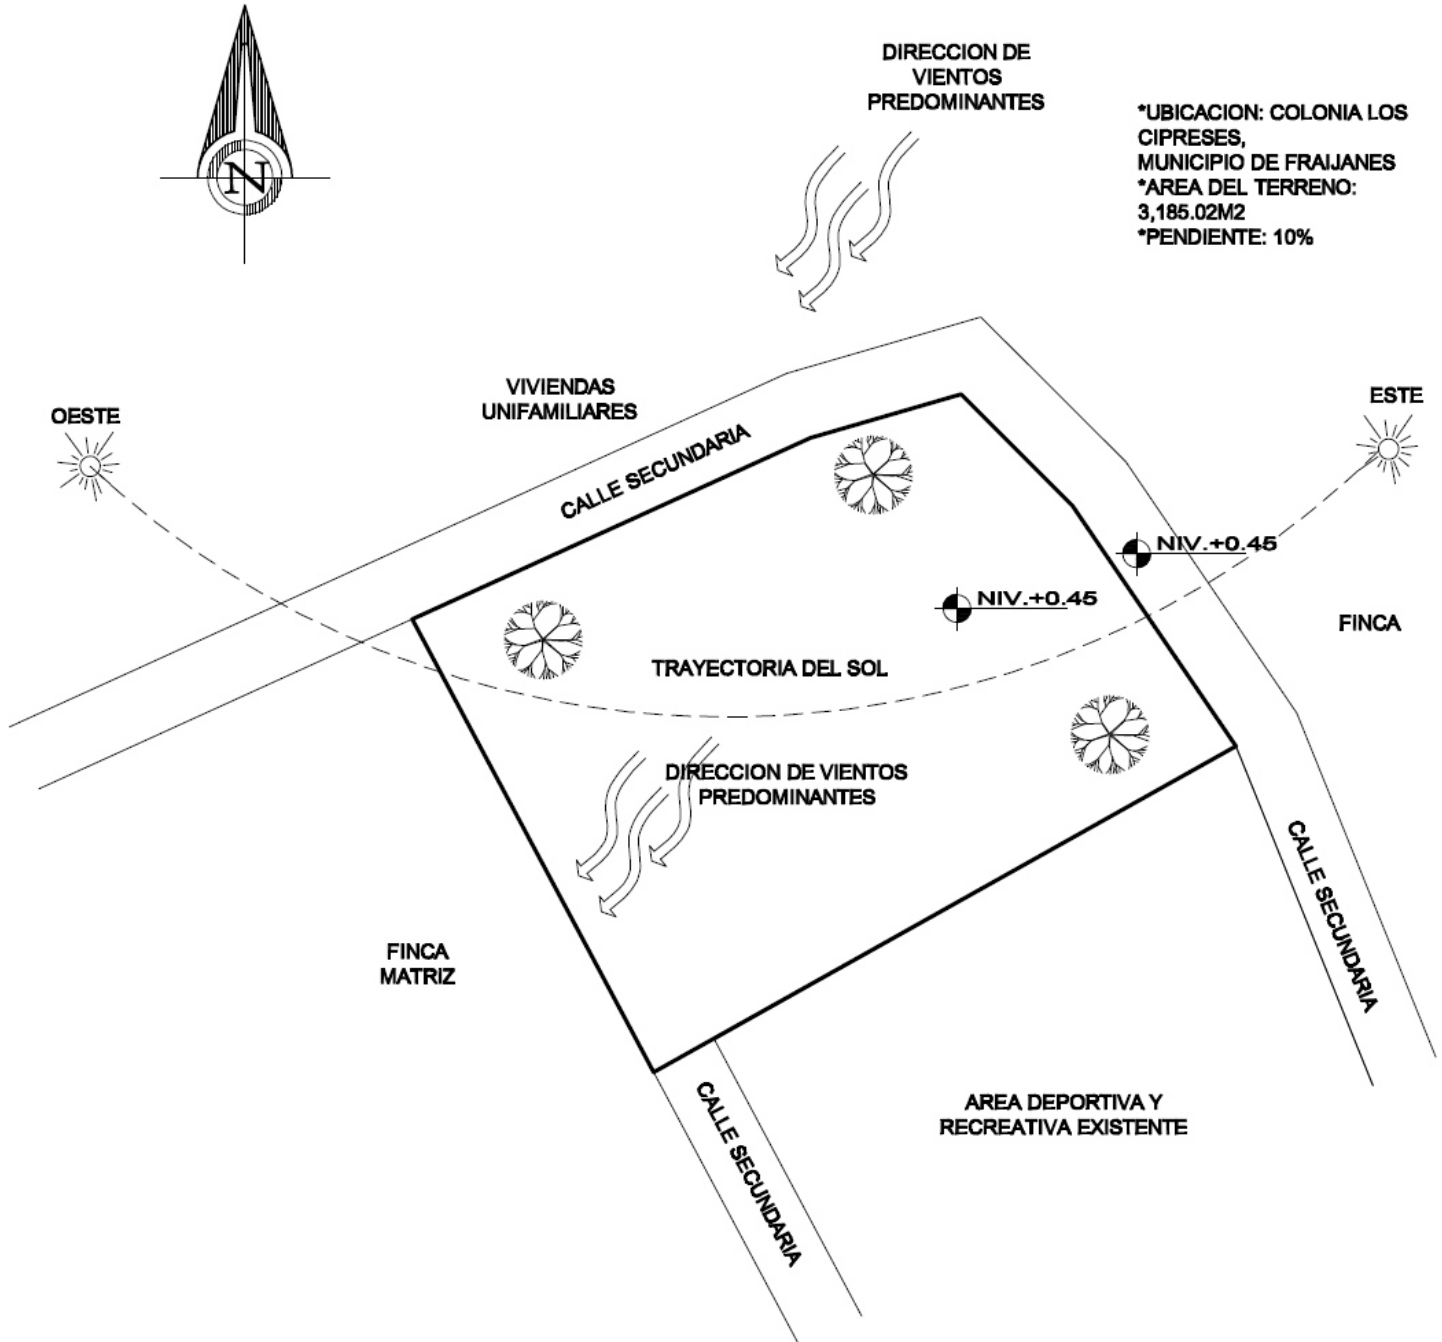 DIRECCION DE
VIENTOS
PREDOMINANTES
*UBICACION: COLONIA LOS
CIPRESES,
MUNICIPIO DE FRAIJANES
*AREA DEL TERRENO:
3,185.02M2
*PENDIENTE: 10%
N
VIVIENDAS
UNIFAMILIARES
OESTE
ESTE
CALLE SECUNDARIA
NIV.+0.45
NIV.+0.45
FINCA
TRAYECTORIA DEL SOL
DIRECCION DE VIENTOS
PREDOMINANTES
CALLE SECUNDARIA
FINCA
MATRIZ
AREA DEPORTIVA Y
RECREATIVA EXISTENTE
CALLE SECUNDARIA